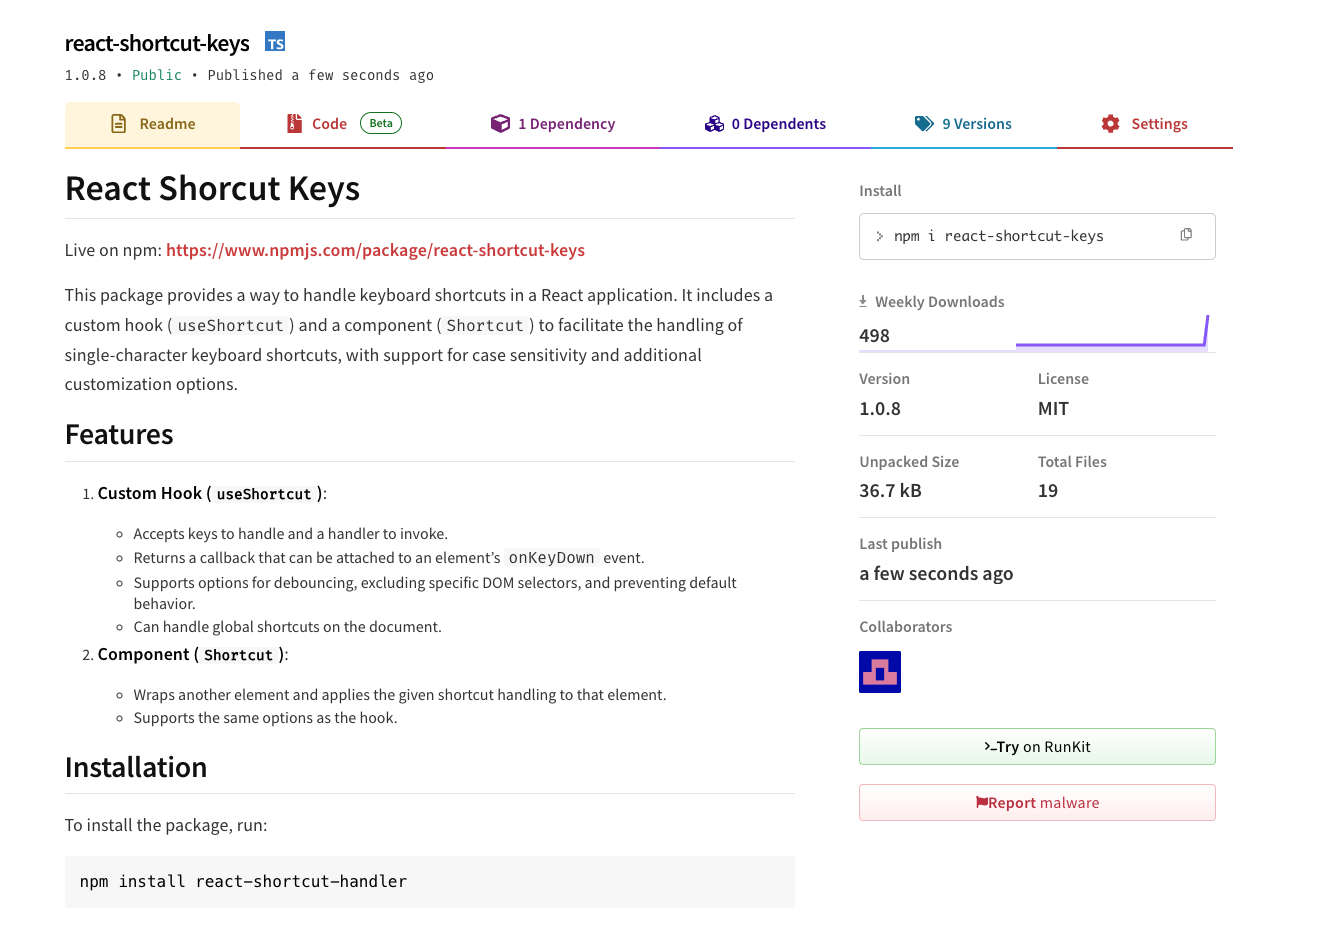 react-shortcut-keys TS
1.0.8 • Public • Published a few seconds ago
Readme
Code Beta
1 Dependency
0 Dependents
9 Versions
Settings
React Shorcut Keys
Live on npm: https://www.npmjs.com/package/react-shortcut-keys
This package provides a way to handle keyboard shortcuts in a React application. It includes a
custom hook ( useShortcut ) and a component ( Shortcut ) to facilitate the handling of
single-character keyboard shortcuts, with support for case sensitivity and additional
customization options.
Features
1. Custom Hook ( useShortcut ):
◦ Accepts keys to handle and a handler to invoke.
◦ Returns a callback that can be attached to an element’s onKeyDown event.
◦ Supports options for debouncing, excluding specific DOM selectors, and preventing default
behavior.
◦ Can handle global shortcuts on the document.
2. Component ( Shortcut ):
◦ Wraps another element and applies the given shortcut handling to that element.
◦ Supports the same options as the hook.
Installation
To install the package, run:
npm install react-shortcut-handler
Install
> npm i react-shortcut-keys
Weekly Downloads
498
Version
1.0.8
License
MIT
Unpacked Size
36.7 kB
Total Files
19
Last publish
a few seconds ago
Collaborators
Try on RunKit
Report malware